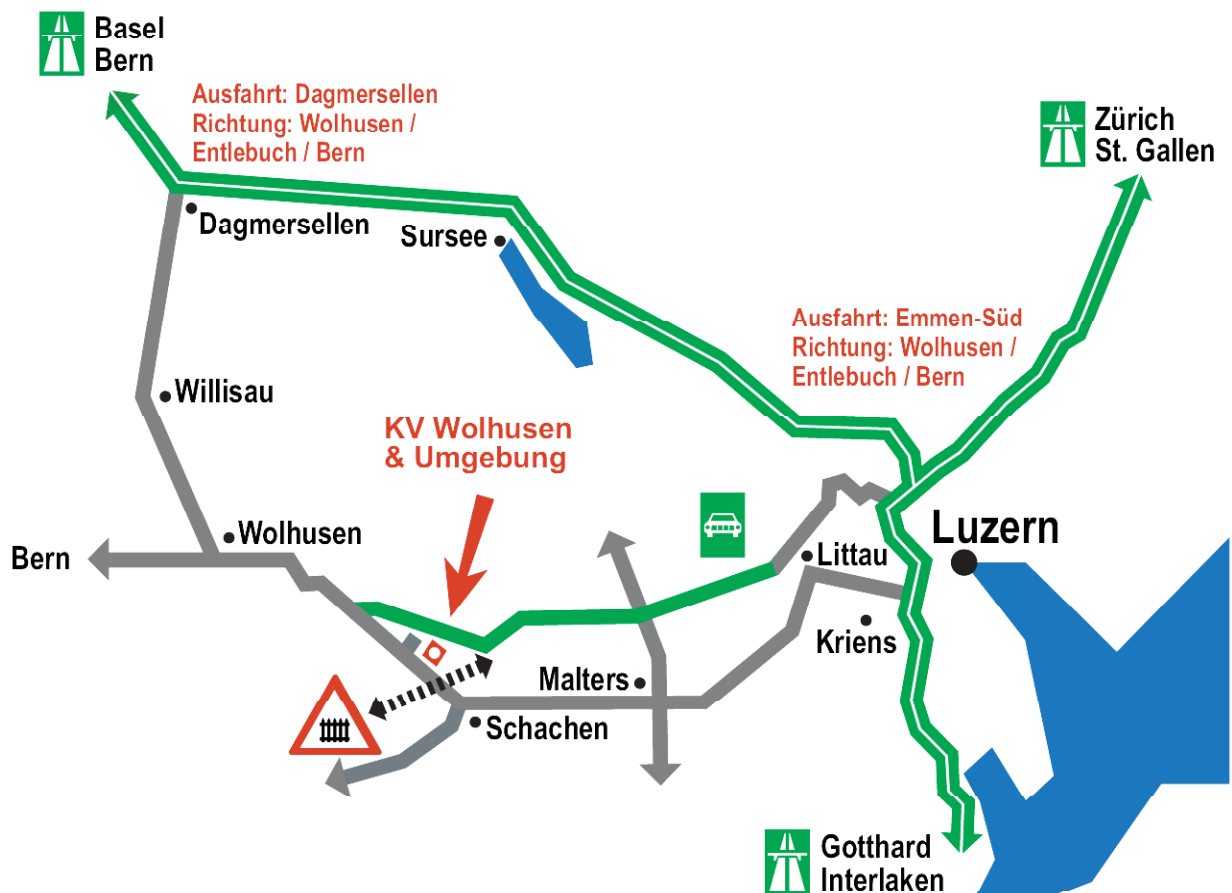 Basel
Bern
Ausfahrt: Dagmersellen
Richtung: Wolhusen /
Entlebuch / Bern
Zürich
St. Gallen
Dagmersellen
Sursee
Ausfahrt: Emmen-Süd
Richtung: Wolhusen /
Entlebuch / Bern
Willisau
KV Wolhusen
& Umgebung
Wolhusen
Luzern
Bern
Littau
Kriens
Malters
Schachen
Gotthard
Interlaken